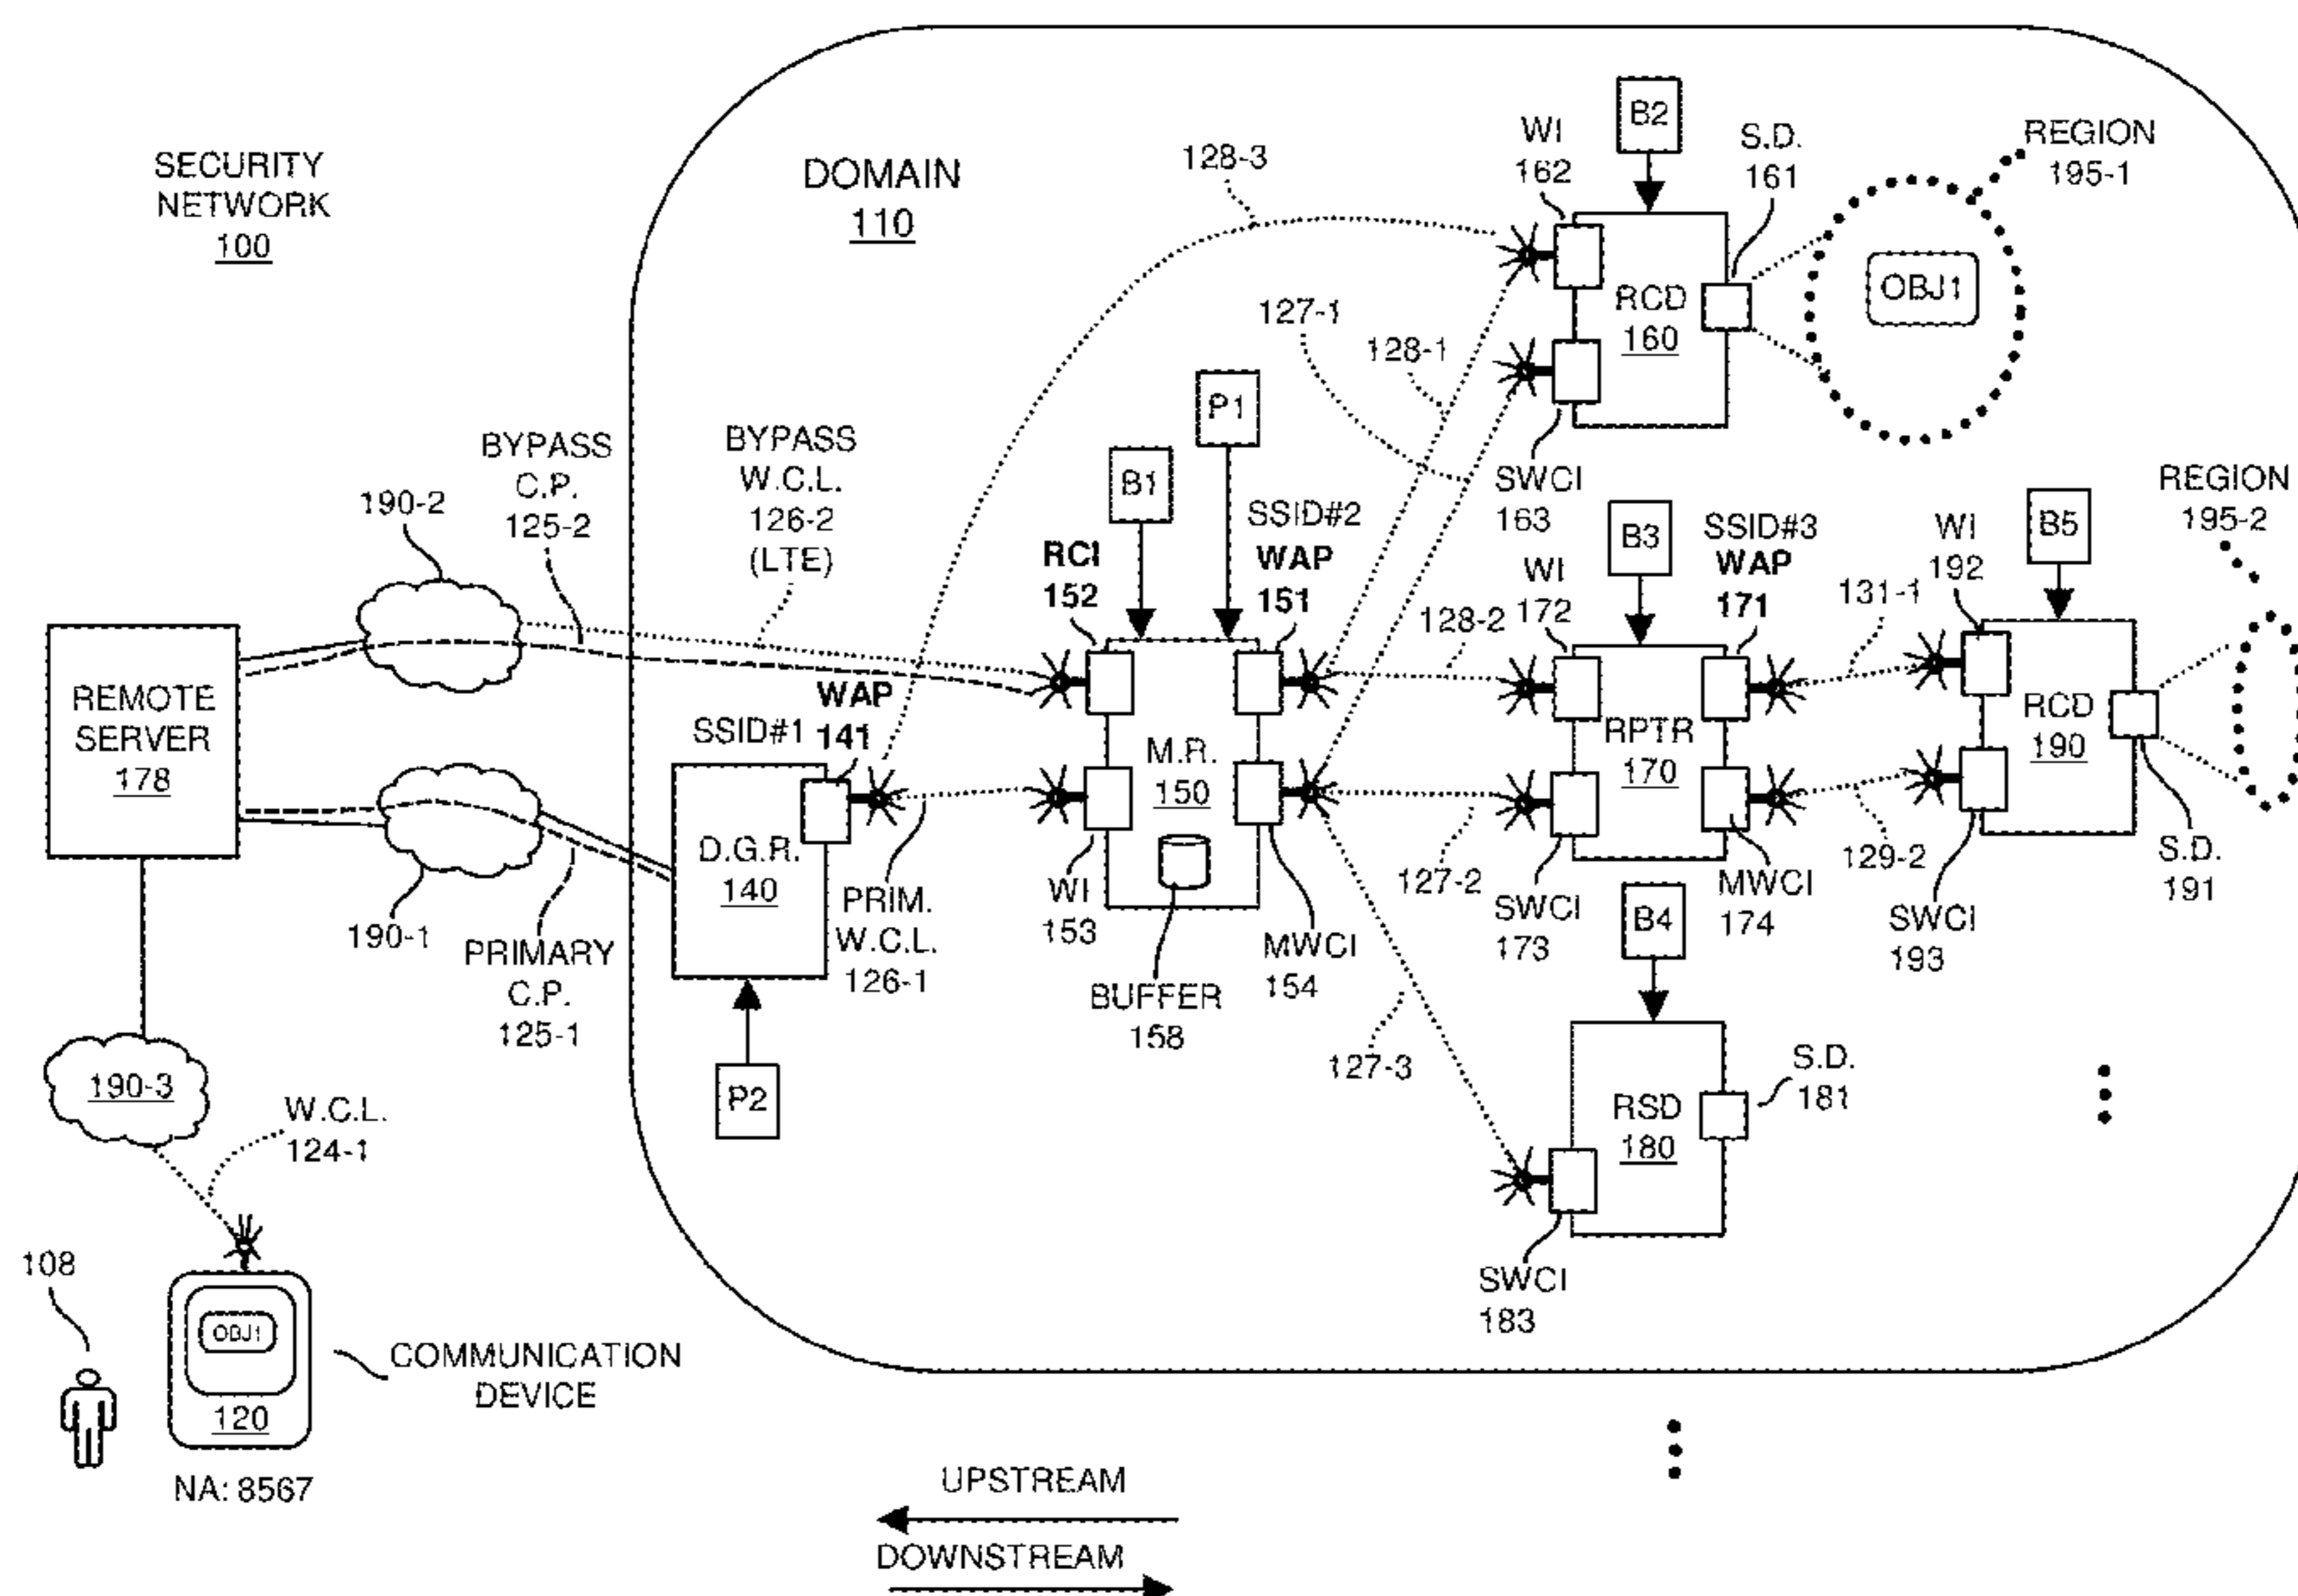 SECURITY
NETWORK
100
DOMAIN
110
128-3
WI
162
B2
S.D.
161
REGION
195-1
OBJ1
RCD
160
127-1
128-1
SWCI
163
P1
B1
BYPASS
C.P.
125-2
BYPASS
W.C.L.
126-2
(LTE)
190-2
RCI
152
SSID#2
WAP
151
128-2
WI
172
B3
SSID#3
WAP
171
131-1
WI
192
B5
REGION
195-2
REMOTE
SERVER
178
SSID#1
WAP
141
D.G.R.
140
M.R.
150
RPTR
170
RCD
190
S.D.
191
190-1
PRIMARY
C.P.
125-1
PRIM.
W.C.L.
126-1
WI
153
BUFFER
158
MWCI
154
127-2
SWCI
173
MWCI
174
129-2
SWCI
193
P2
B4
127-3
RSD
180
S.D.
181
SWCI
183
190-3
W.C.L.
124-1
108
OBJ1
120
COMMUNICATION
DEVICE
NA: 8567
UPSTREAM
DOWNSTREAM